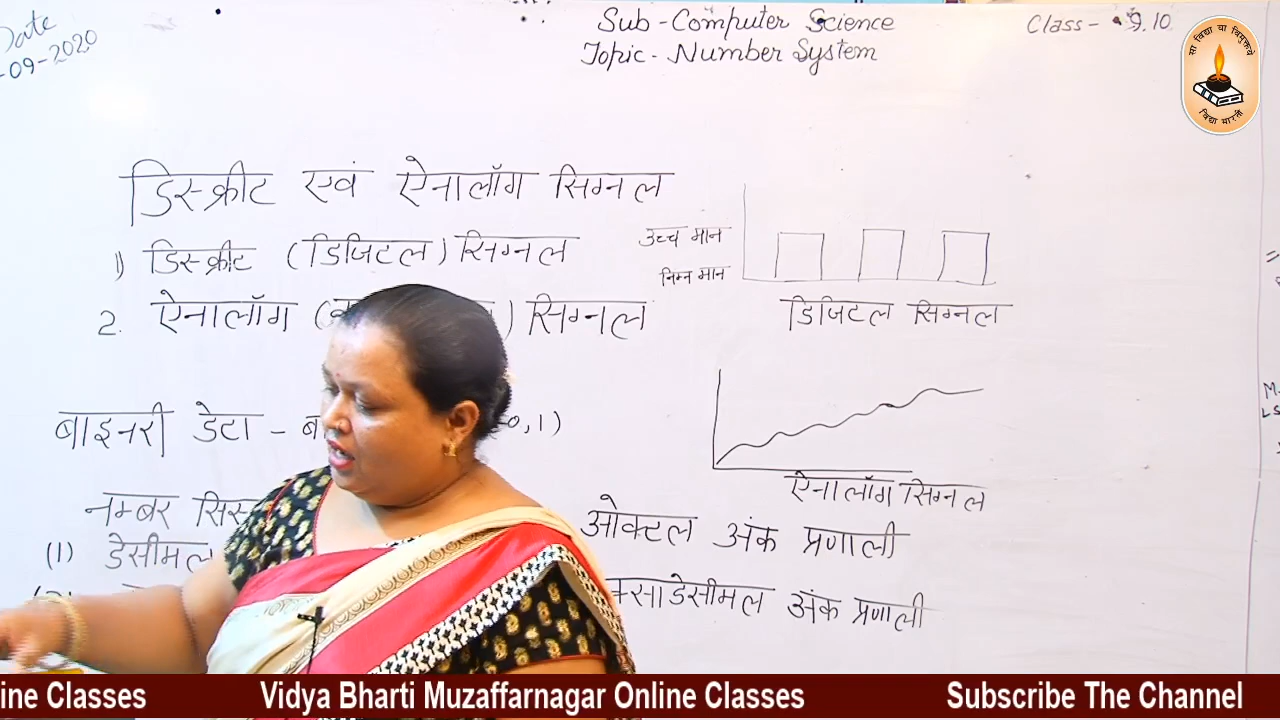 Date
-09-2020
Sub-Computer Science
Topic-Number System
Class- 9.10
सा विद्या या विमुक्तये
विद्या भारती
डिस्क्रीट एवं ऐनालॉग सिग्नल
1) डिस्क्रीट (डिजिटल) सिग्नल
2. ऐनालॉग ( ) सिग्नल
उच्च मान
निम्न मान
डिजिटल सिग्नल
बाइनरी डेटा - 0,1)
ऐनालॉग सिग्नल
नम्बर
(1) डेसीमल
ओक्टल अंक प्रणाली
क्साडेसीमल अंक प्रणाली
ine Classes Vidya Bharti Muzaffarnagar Online Classes Subscribe The Channel